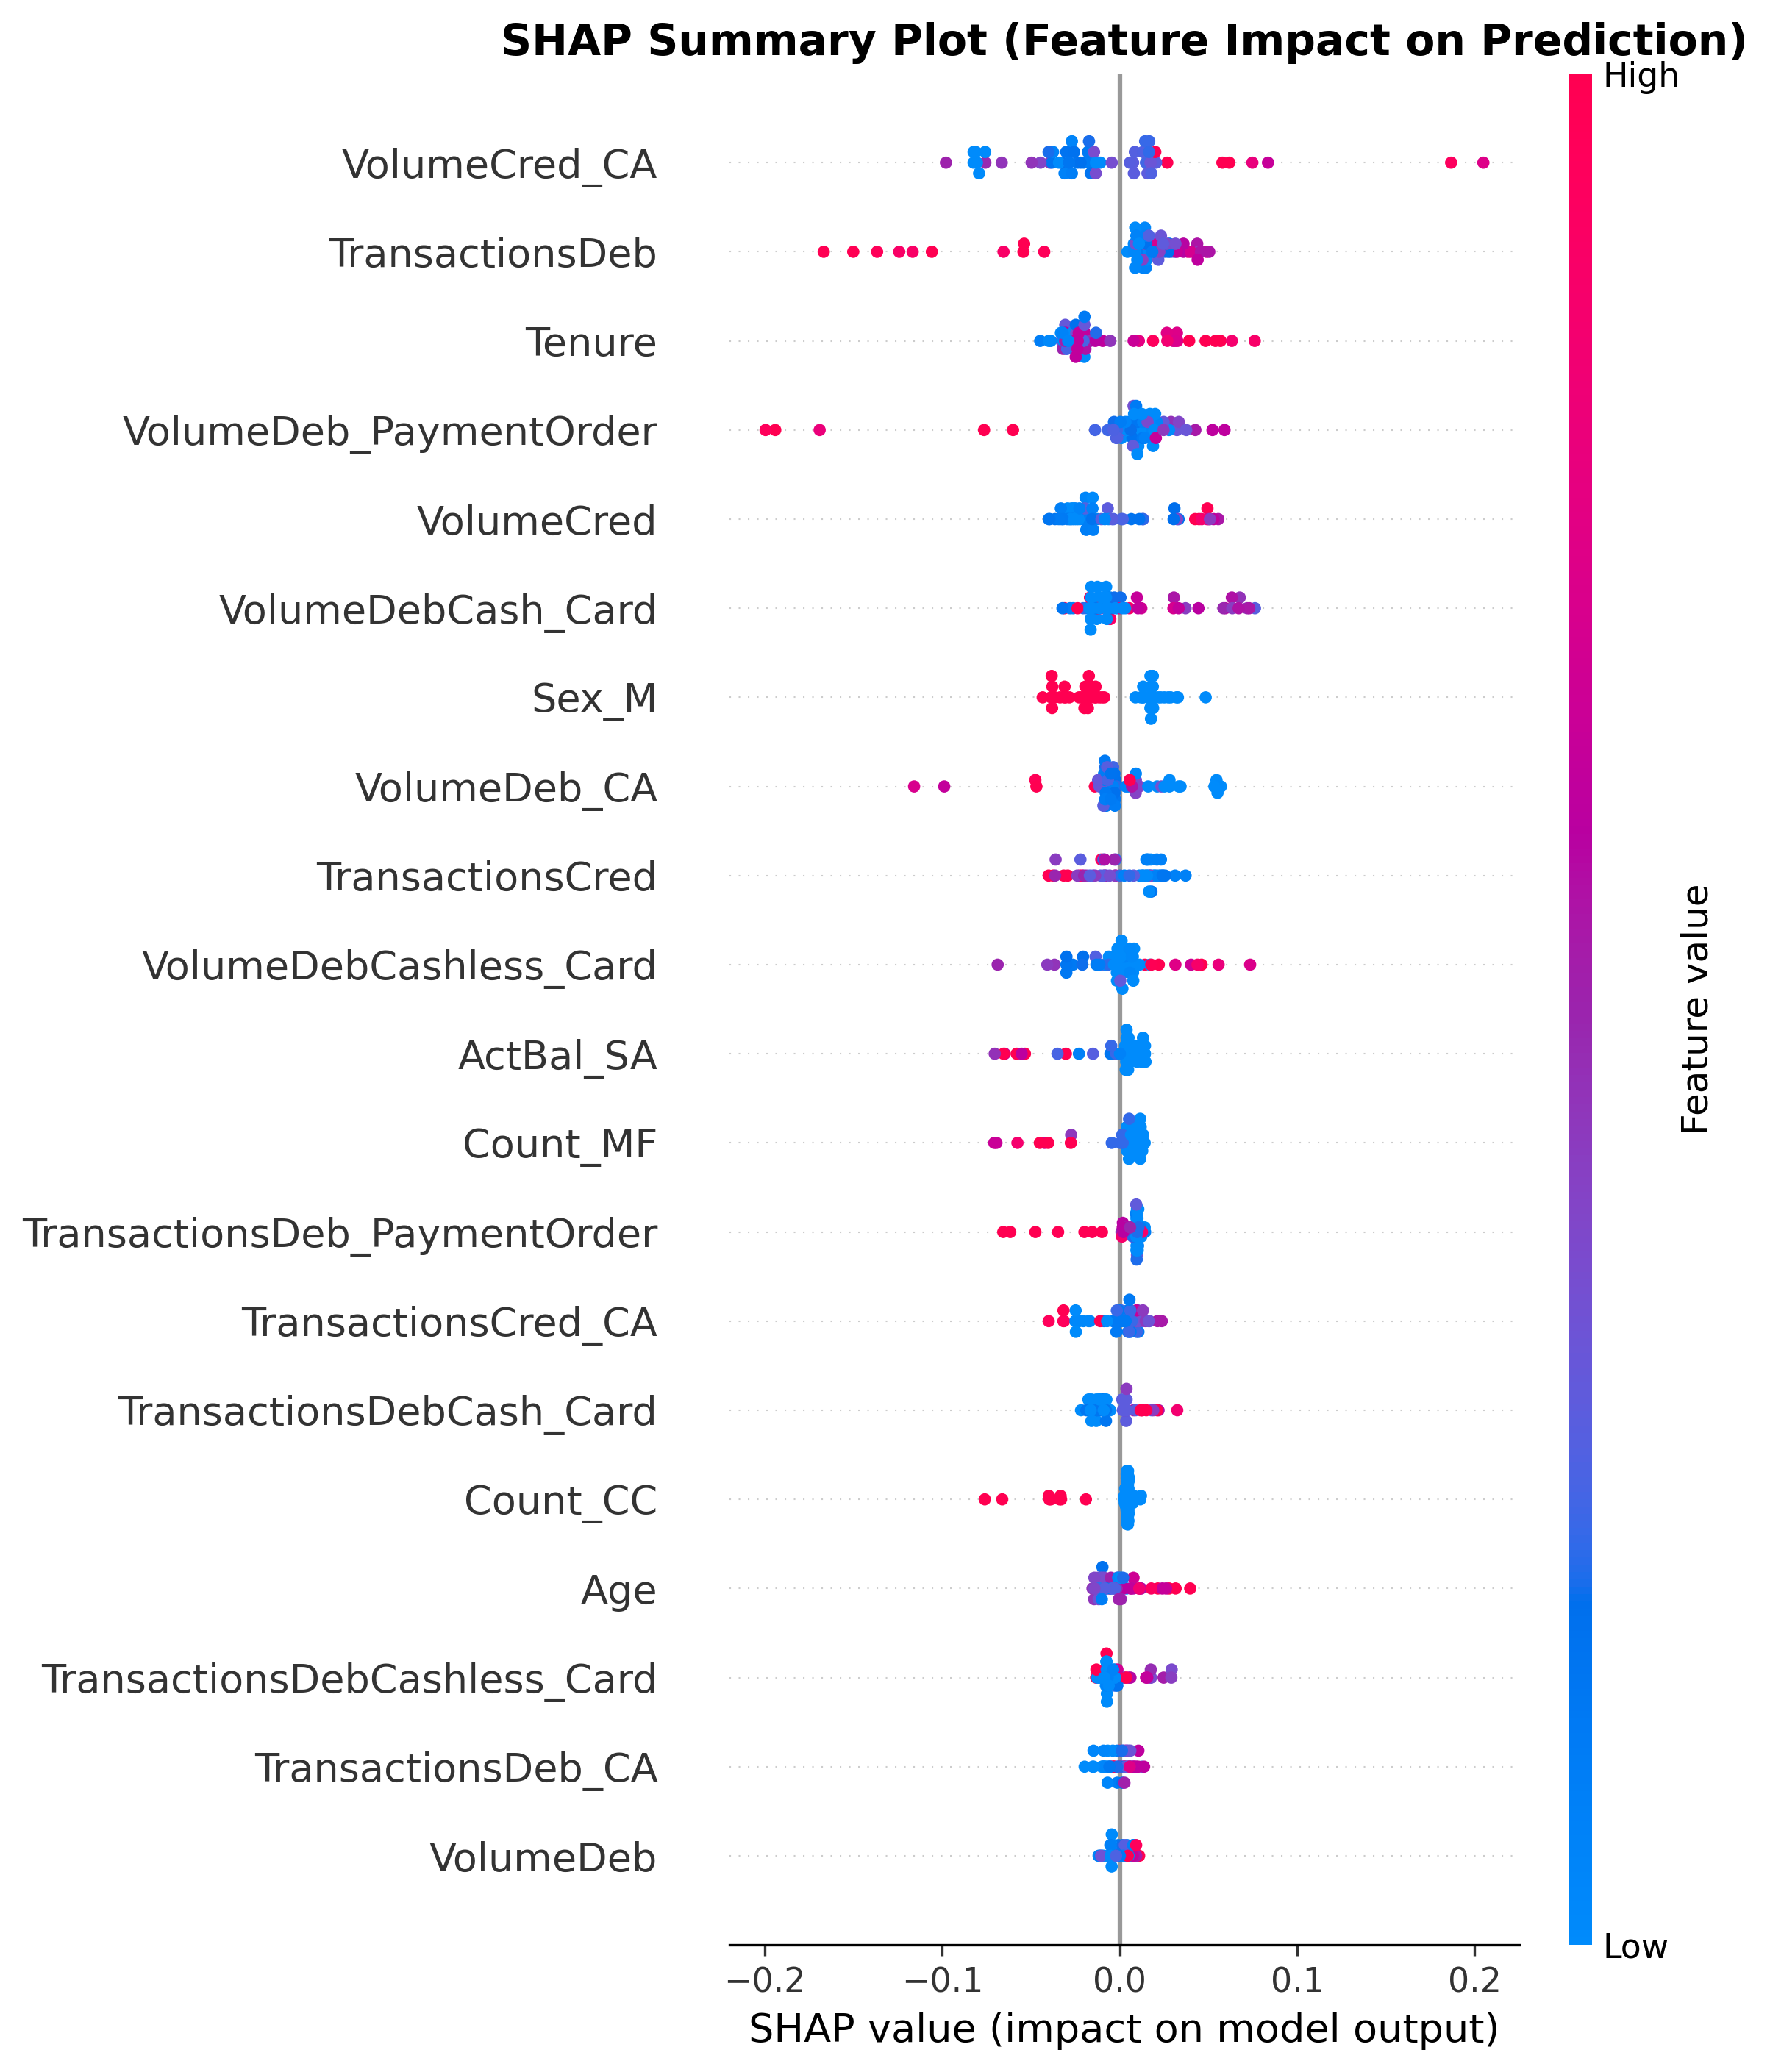 SHAP Summary Plot (Feature Impact on Prediction)
High
VolumeCred_CA
TransactionsDeb
Tenure
VolumeDeb_PaymentOrder
VolumeCred
VolumeDebCash_Card
Sex_M
VolumeDeb_CA
TransactionsCred
VolumeDebCashless_Card
ActBal_SA
Count_MF
TransactionsDeb_PaymentOrder
TransactionsCred_CA
TransactionsDebCash_Card
Count_CC
Age
TransactionsDebCashless_Card
TransactionsDeb_CA
VolumeDeb
Feature value
Low
−0.2 −0.1 0.0 0.1 0.2
SHAP value (impact on model output)